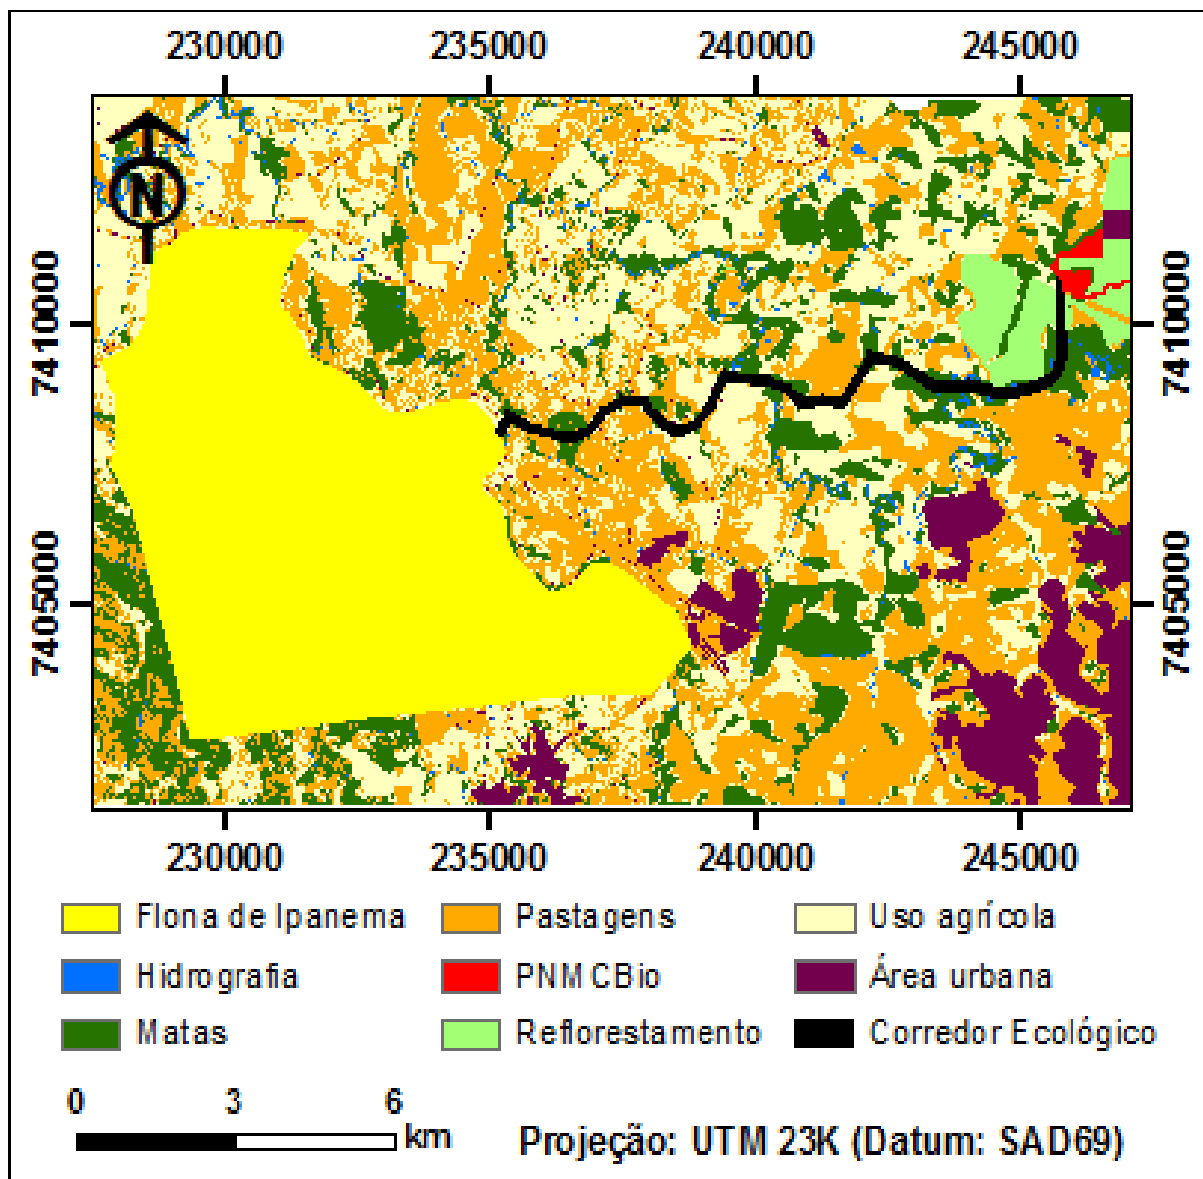 230000 235000 240000 245000
N
7410000 7410000
7405000 7405000
230000 235000 240000 245000
Flona de Ipanema Pastagens Uso agrícola
Hidrografia PNMCBio Área urbana
Matas Reflorestamento Corredor Ecológico
0 3 6
km
Projeção: UTM 23K (Datum: SAD69)